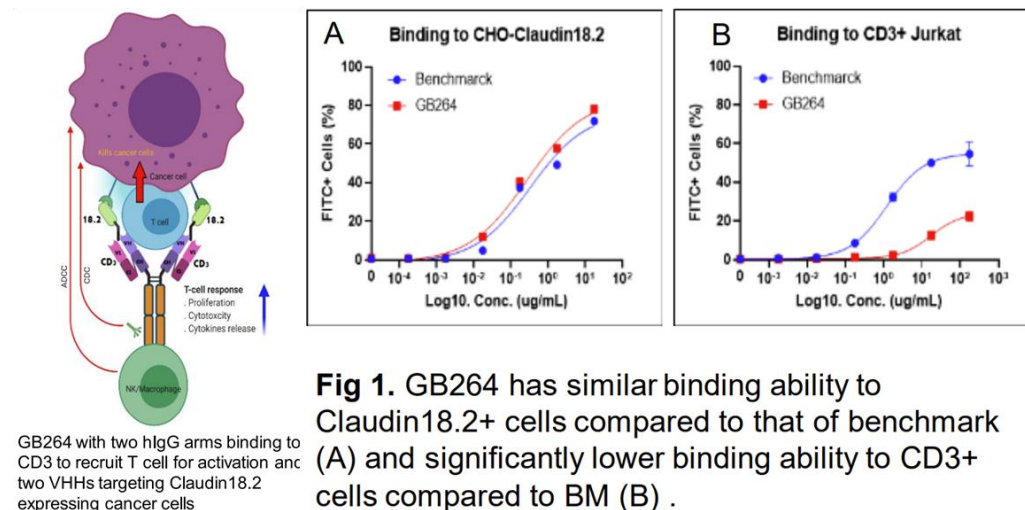 Kills cancer cells
Cancer cell
18.2
T cell
18.2
VH
VH
VL
VL
CD3
CD3
ADCC
CDC
T-cell response
. Proliferation
. Cytotoxcity
. Cytokines release
NK/Macrophage
GB264 with two hIgG arms binding to
CD3 to recruit T cell for activation and
two VHHs targeting Claudin18.2
expressing cancer cells
A
Binding to CHO-Claudin18.2
Benchmarck
GB264
FITC+ Cells (%)
100
80
60
40
20
0
0 10-4 10-3 10-2 10-1 100 101 102
Log10. Conc. (ug/mL)
B
Binding to CD3+ Jurkat
Benchmarck
GB264
FITC+ Cells (%)
100
80
60
40
20
0
0 10-3 10-2 10-1 100 101 102 103
Log10. Conc. (ug/mL)
Fig 1. GB264 has similar binding ability to
Claudin18.2+ cells compared to that of benchmark
(A) and significantly lower binding ability to CD3+
cells compared to BM (B) .